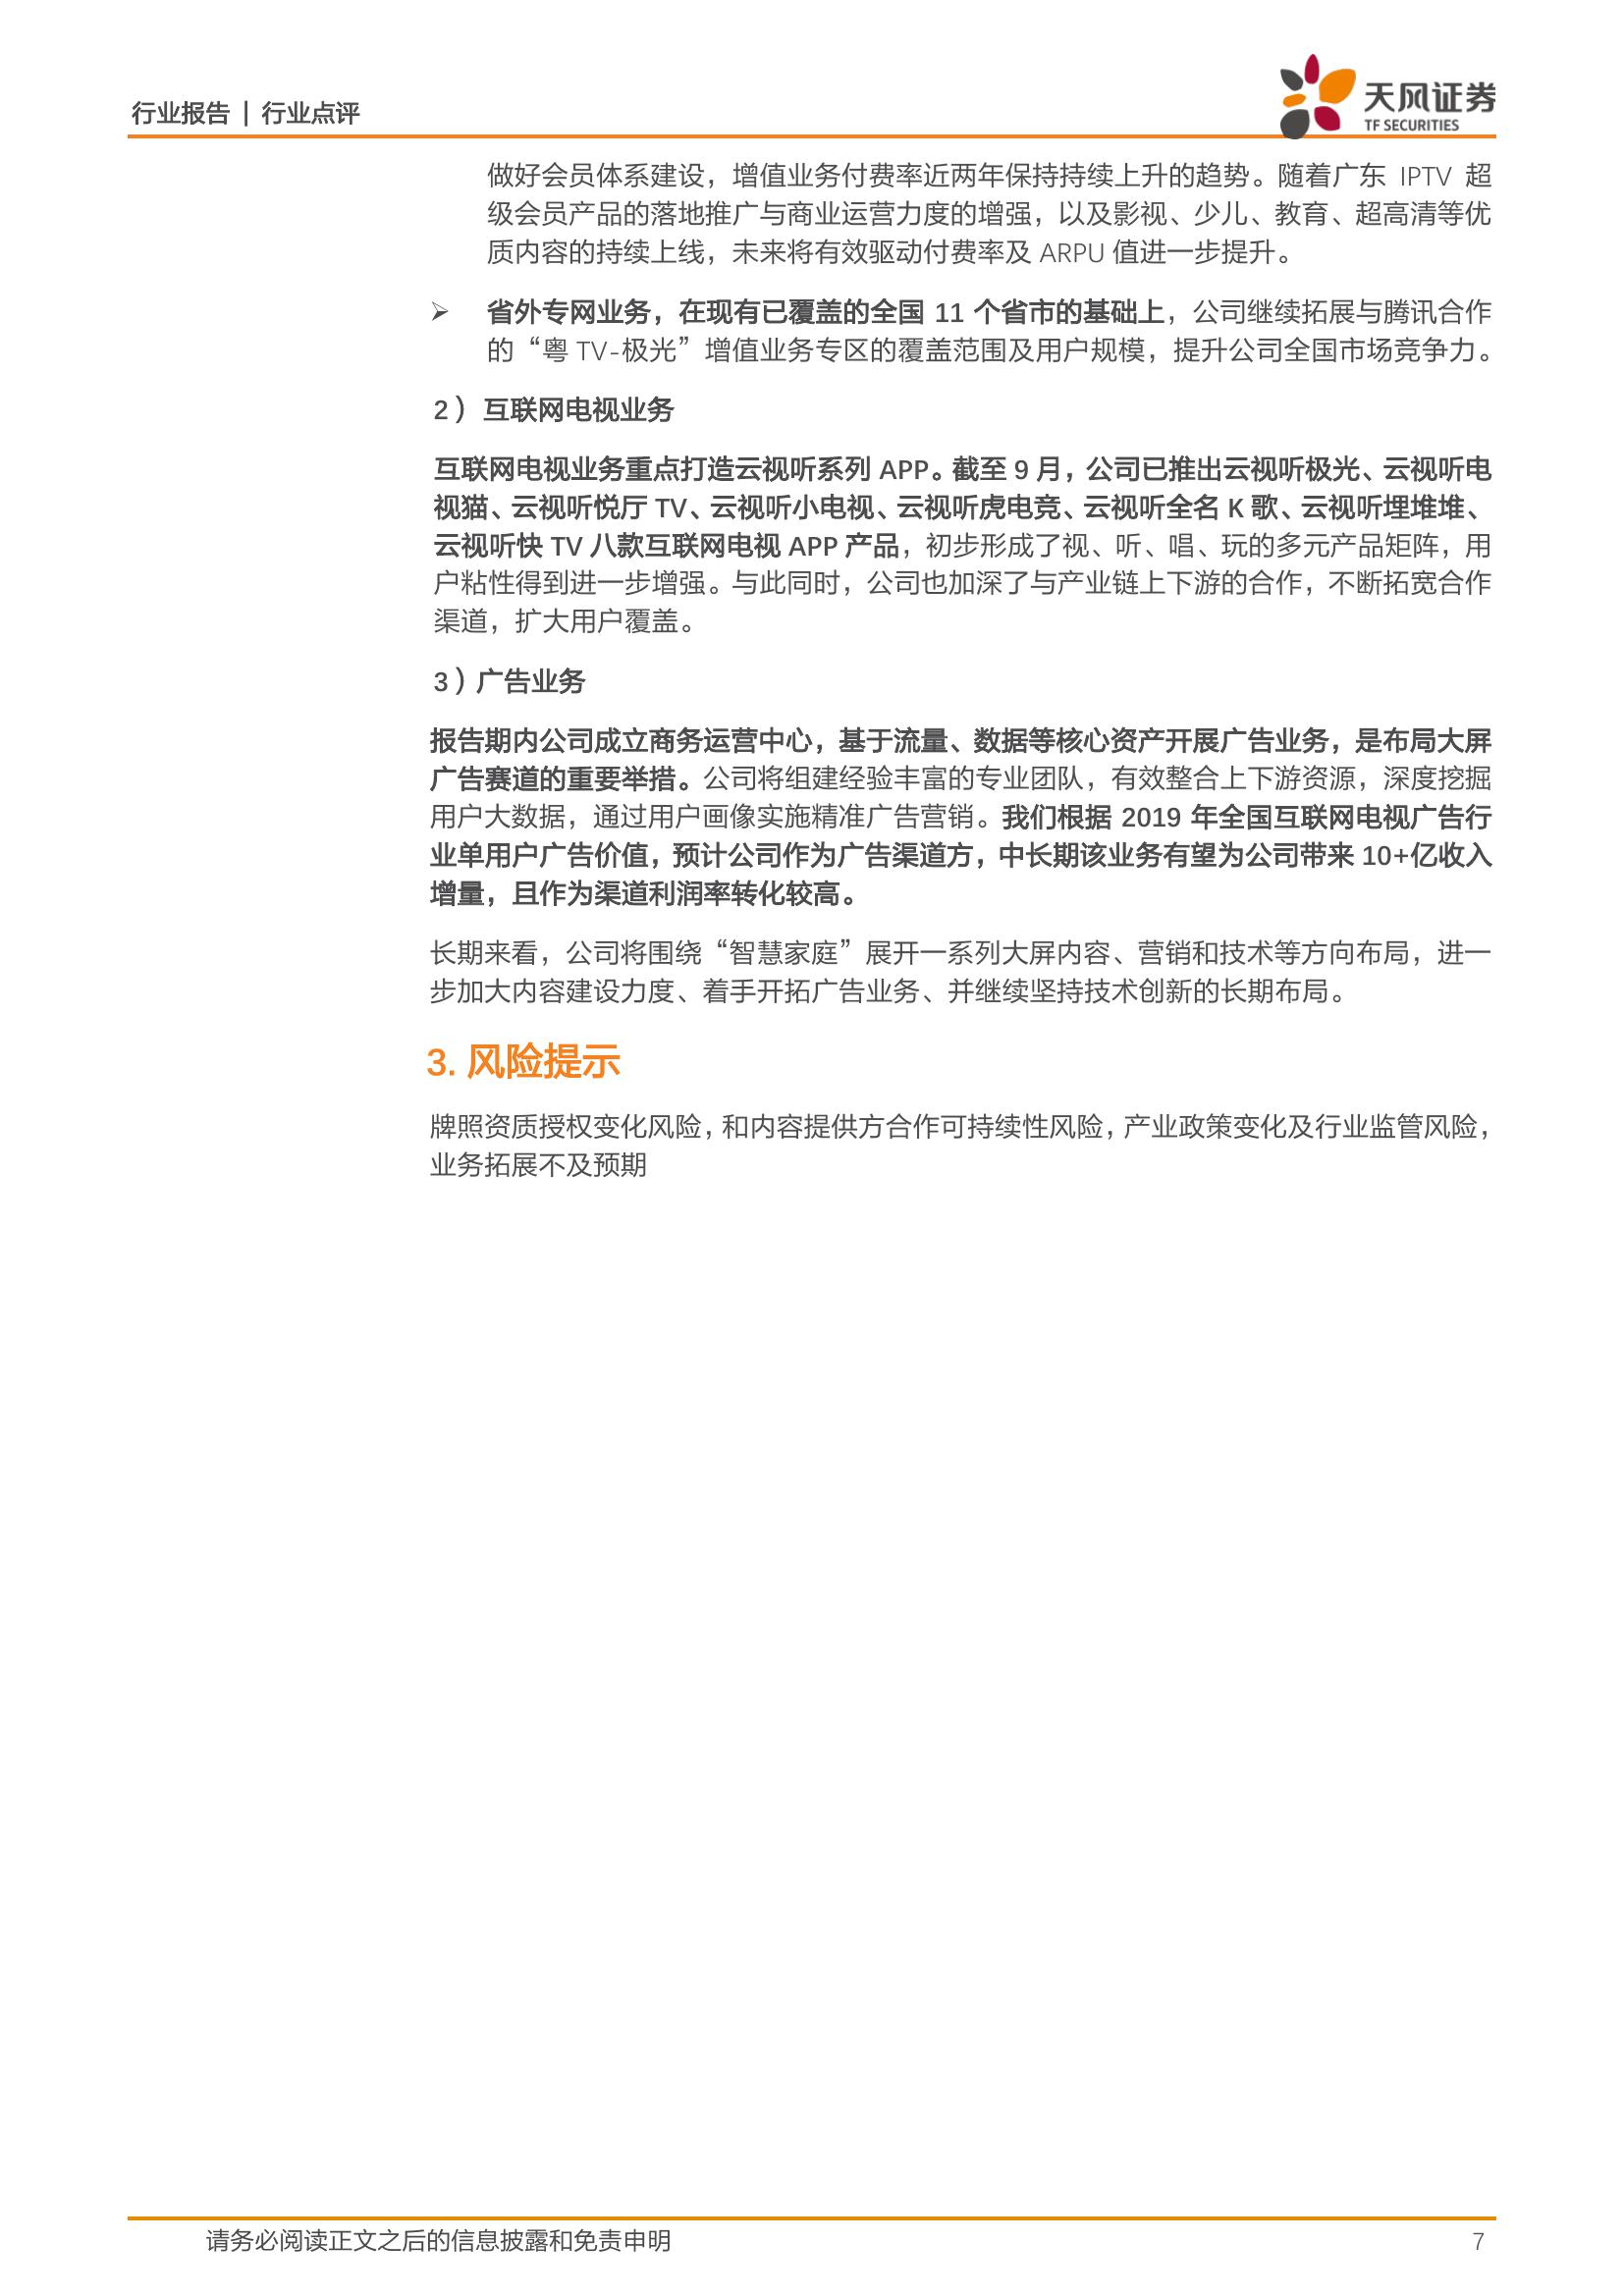 行业报告 | 行业点评
天风证券
TF SECURITIES
做好会员体系建设，增值业务付费率近两年保持持续上升的趋势。随着广东 IPTV 超
级会员产品的落地推广与商业运营力度的增强，以及影视、少儿、教育、超高清等优
质内容的持续上线，未来将有效驱动付费率及 ARPU 值进一步提升。
➢ 省外专网业务，在现有已覆盖的全国 11 个省市的基础上，公司继续拓展与腾讯合作
的“粤 TV-极光”增值业务专区的覆盖范围及用户规模，提升公司全国市场竞争力。
2） 互联网电视业务
互联网电视业务重点打造云视听系列 APP。截至 9 月，公司已推出云视听极光、云视听电
视猫、云视听悦厅 TV、云视听小电视、云视听虎电竞、云视听全名 K 歌、云视听埋堆堆、
云视听快 TV 八款互联网电视 APP 产品，初步形成了视、听、唱、玩的多元产品矩阵，用
户粘性得到进一步增强。与此同时，公司也加深了与产业链上下游的合作，不断拓宽合作
渠道，扩大用户覆盖。
3）广告业务
报告期内公司成立商务运营中心，基于流量、数据等核心资产开展广告业务，是布局大屏
广告赛道的重要举措。公司将组建经验丰富的专业团队，有效整合上下游资源，深度挖掘
用户大数据，通过用户画像实施精准广告营销。我们根据 2019 年全国互联网电视广告行
业单用户广告价值，预计公司作为广告渠道方，中长期该业务有望为公司带来 10+亿收入
增量，且作为渠道利润率转化较高。
长期来看，公司将围绕“智慧家庭”展开一系列大屏内容、营销和技术等方向布局，进一
步加大内容建设力度、着手开拓广告业务、并继续坚持技术创新的长期布局。
3. 风险提示
牌照资质授权变化风险，和内容提供方合作可持续性风险，产业政策变化及行业监管风险，
业务拓展不及预期
请务必阅读正文之后的信息披露和免责申明
7